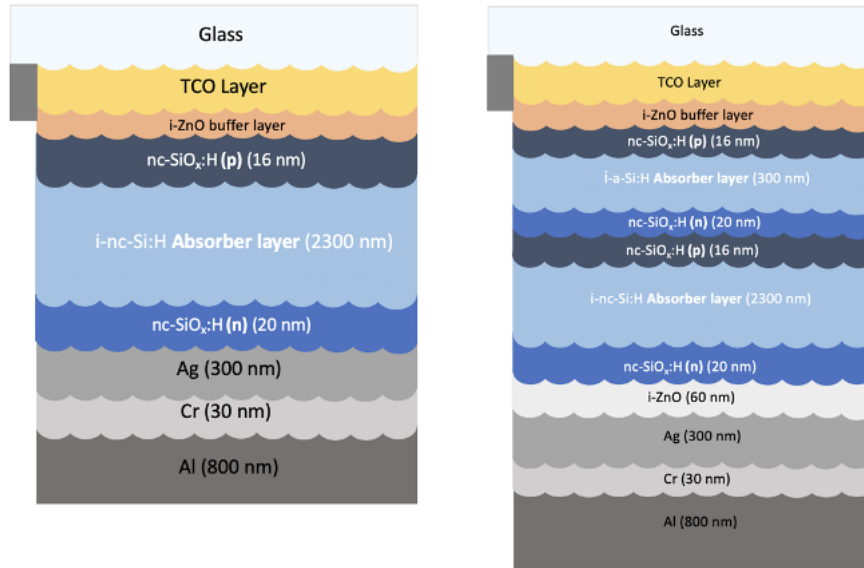 Glass
TCO Layer
i-ZnO buffer layer
nc-SiOₓ:H (p) (16 nm)
i-nc-Si:H Absorber layer (2300 nm)
nc-SiOₓ:H (n) (20 nm)
Ag (300 nm)
Cr (30 nm)
Al (800 nm)
Glass
TCO Layer
i-ZnO buffer layer
nc-SiOₓ:H (p) (16 nm)
i-a-Si:H Absorber layer (300 nm)
nc-SiOₓ:H (n) (20 nm)
nc-SiOₓ:H (p) (16 nm)
i-nc-Si:H Absorber layer (2300 nm)
nc-SiOₓ:H (n) (20 nm)
i-ZnO (60 nm)
Ag (300 nm)
Cr (30 nm)
Al (800 nm)